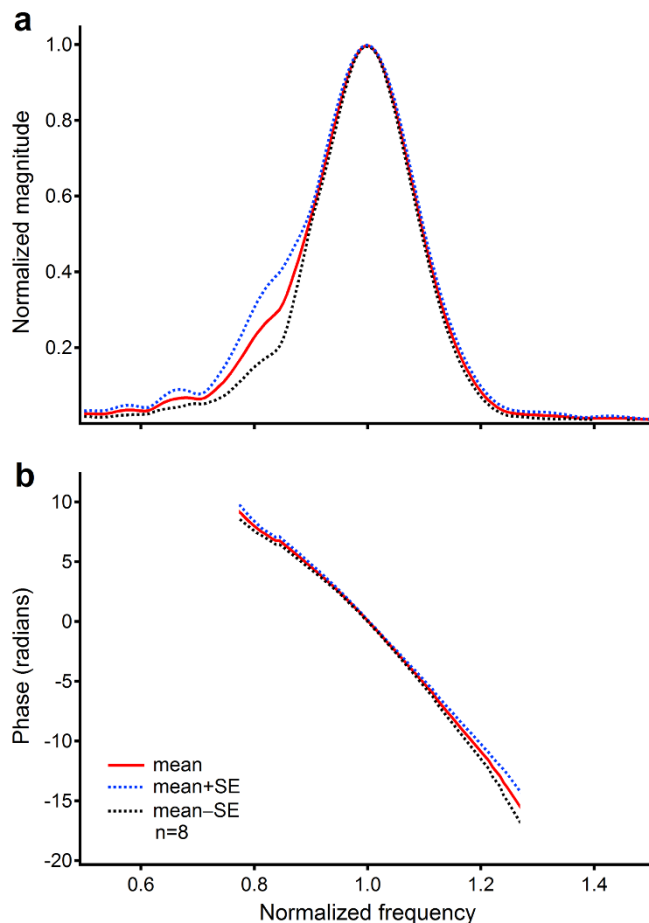 a
1.0
0.8
0.6
0.4
0.2
Normalized magnitude
b
10
5
0
-5
-10
-15
-20
Phase (radians)
mean
mean+SE
mean−SE
n=8
0.6 0.8 1.0 1.2 1.4
Normalized frequency